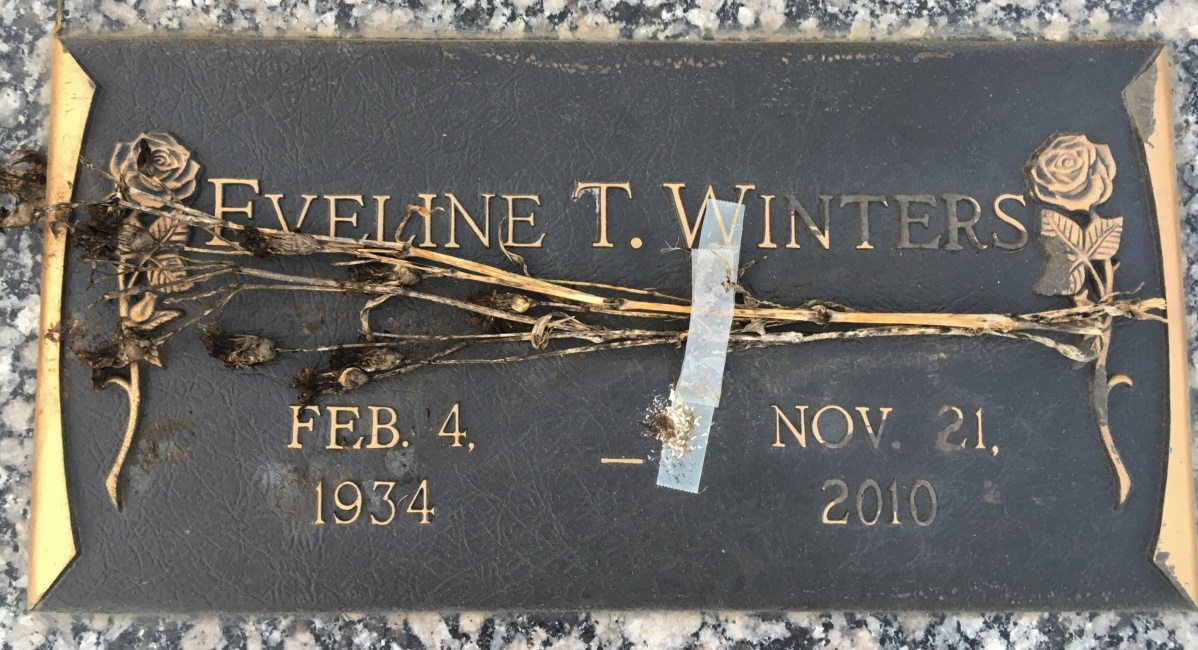 EVELINE T. WINTERS
FEB. 4, — NOV. 21,
1934 2010